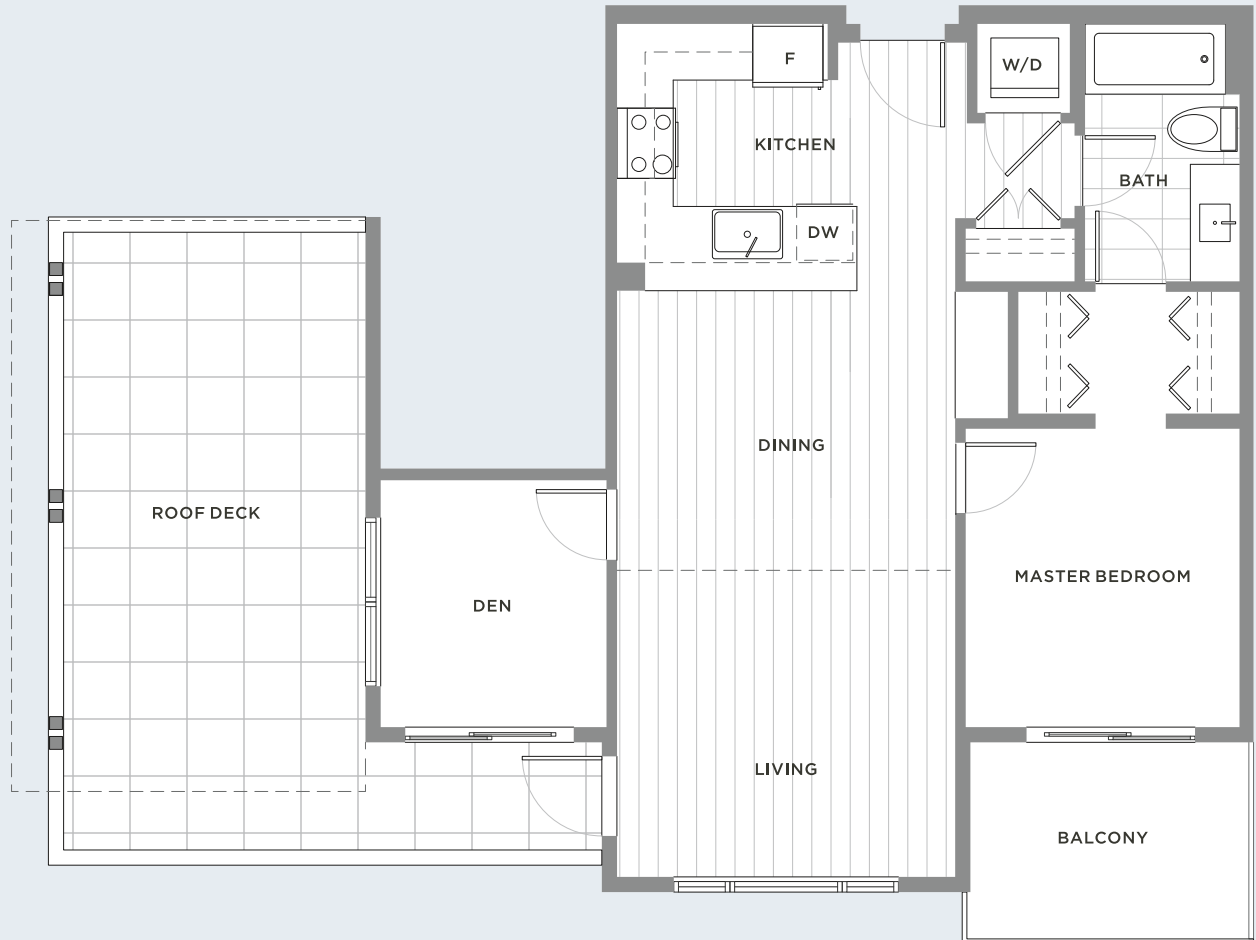 F
W/D
KITCHEN
BATH
DW
DINING
ROOF DECK
MASTER BEDROOM
DEN
LIVING
BALCONY